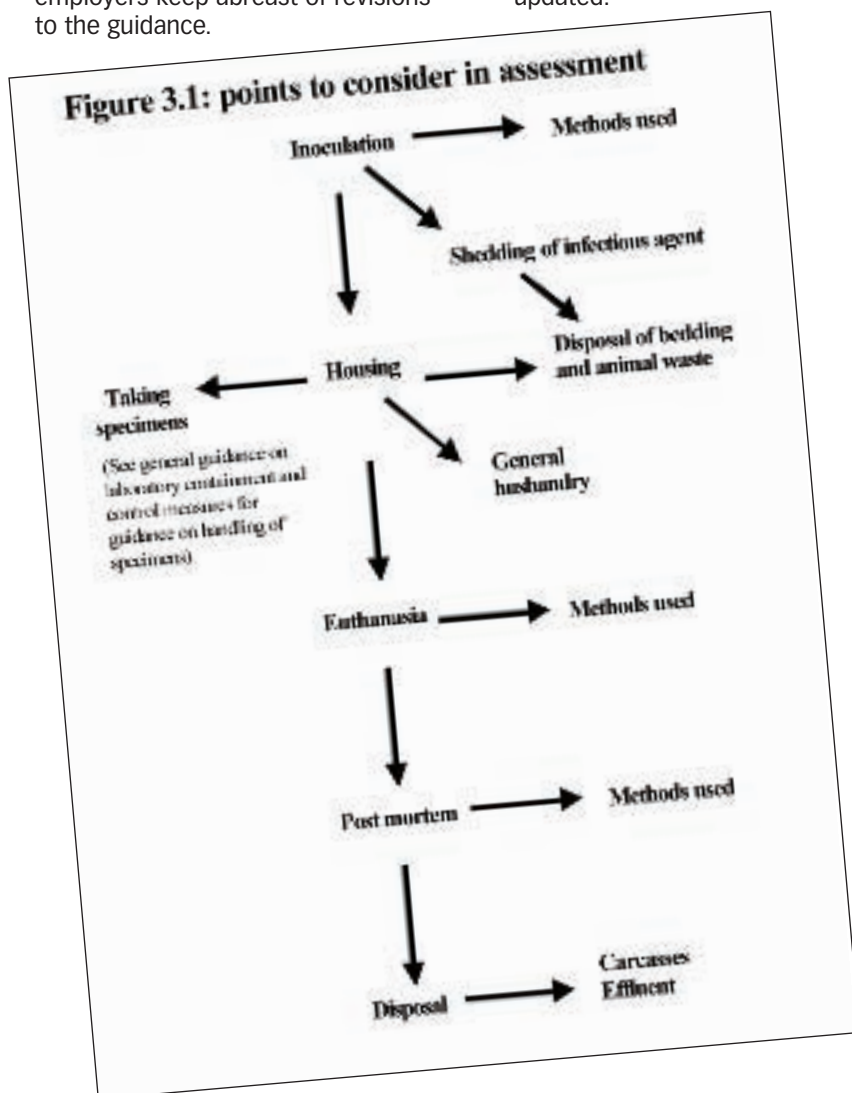 employers keep abreast of revisions
to the guidance.
updated.
Figure 3.1: points to consider in assessment
Inoculation
Methods used
Shedding of infectious agent
Housing
Disposal of bedding
and animal waste
Taking
specimens
(See general guidance on
laboratory containment and
control measures for
guidance on handling of
specimens)
General
husbandry
Euthanasia
Methods used
Post mortem
Methods used
Disposal
Carcasses
Effluent